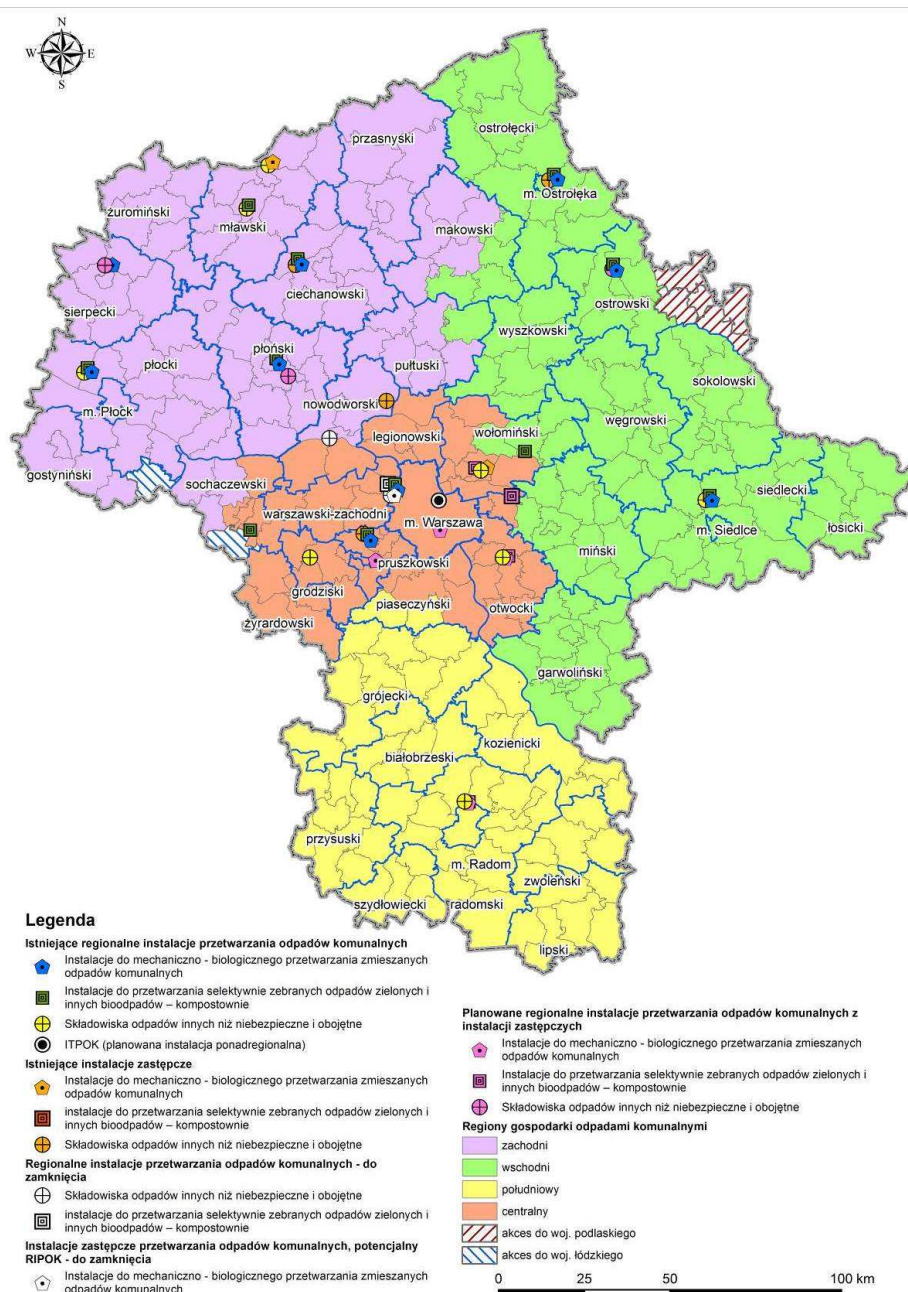 N
W E
S
ostrołęcki
przasnyski
m. Ostrołęka
żuromiński
mławski
makowski
ciechanowski
ostrowski
sierpecki
wyszkowski
płoński
płocki
pułtuski
sokolowski
nowodworski
węgrowski
m. Płock
legionowski
wołomiński
gostyniński
sochaczewski
siedlecki
warszawski-zachodni
m. Warszawa
m. Siedlce
łosicki
miński
pruszkowski
grodziski
piaseczyński
otwocki
żyrardowski
garwoliński
grójecki
kozienicki
białobrzeski
przysuski
m. Radom
zwoleński
szydłowiecki
radomski
lipski
Legenda
Istniejące regionalne instalacje przetwarzania odpadów komunalnych
Instalacje do mechaniczno - biologicznego przetwarzania zmieszanych
odpadów komunalnych
Instalacje do przetwarzania selektywnie zebranych odpadów zielonych i
innych bioodpadów – kompostownie
Składowiska odpadów innych niż niebezpieczne i obojętne
ITPOK (planowana instalacja ponadregionalna)
Istniejące instalacje zastępcze
Instalacje do mechaniczno - biologicznego przetwarzania zmieszanych
odpadów komunalnych
instalacje do przetwarzania selektywnie zebranych odpadów zielonych i
innych bioodpadów – kompostownie
Składowiska odpadów innych niż niebezpieczne i obojętne
Regionalne instalacje przetwarzania odpadów komunalnych - do
zamknięcia
Składowiska odpadów innych niż niebezpieczne i obojętne
instalacje do przetwarzania selektywnie zebranych odpadów zielonych i
innych bioodpadów – kompostownie
Instalacje zastępcze przetwarzania odpadów komunalnych, potencjalny
RIPOK - do zamknięcia
Instalacje do mechaniczno - biologicznego przetwarzania zmieszanych
odpadów komunalnych
Planowane regionalne instalacje przetwarzania odpadów komunalnych z
instalacji zastępczych
Instalacje do mechaniczno - biologicznego przetwarzania zmieszanych
odpadów komunalnych
Instalacje do przetwarzania selektywnie zebranych odpadów zielonych i
innych bioodpadów – kompostownie
Składowiska odpadów innych niż niebezpieczne i obojętne
Regiony gospodarki odpadami komunalnymi
zachodni
wschodni
południowy
centralny
akces do woj. podlaskiego
akces do woj. łódzkiego
0 25 50 100 km